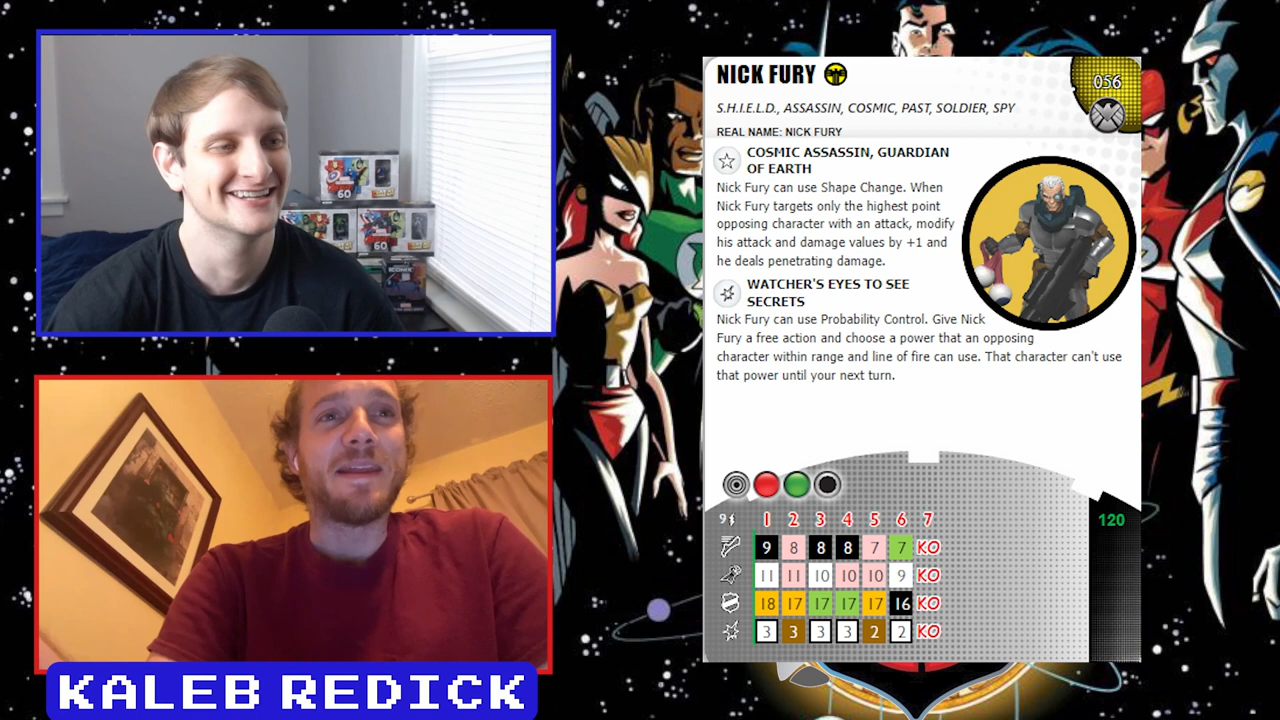 NICK FURY
056
S.H.I.E.L.D., ASSASSIN, COSMIC, PAST, SOLDIER, SPY
REAL NAME: NICK FURY
COSMIC ASSASSIN, GUARDIAN
OF EARTH
Nick Fury can use Shape Change. When
Nick Fury targets only the highest point
opposing character with an attack, modify
his attack and damage values by +1 and
he deals penetrating damage.
WATCHER'S EYES TO SEE
SECRETS
Nick Fury can use Probability Control. Give Nick
Fury a free action and choose a power that an opposing
character within range and line of fire can use. That character can't use
that power until your next turn.
9 1 2 3 4 5 6 7
120
9 8 8 8 7 7 KO
11 11 10 10 10 9 KO
18 17 17 17 17 16 KO
3 3 3 3 2 2 KO
60
60
KALEB REDICK